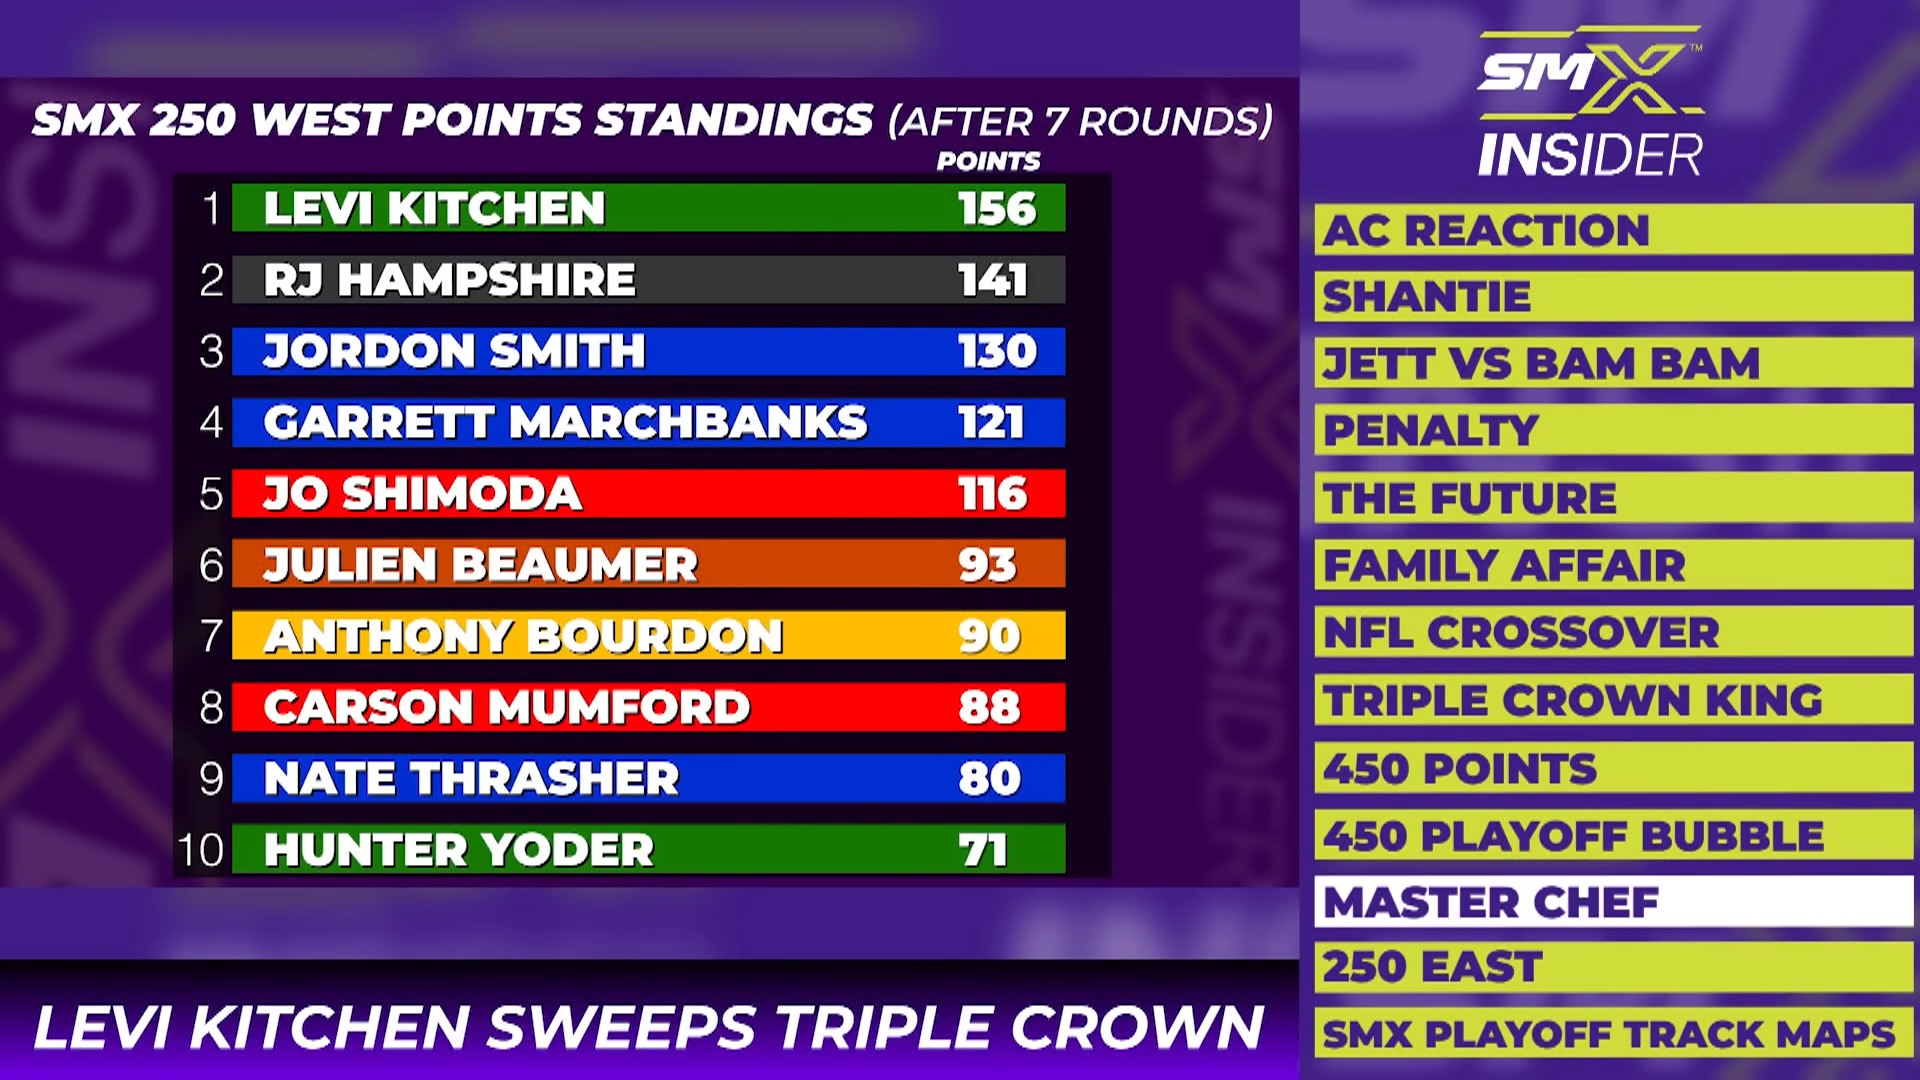 SMX 250 WEST POINTS STANDINGS (AFTER 7 ROUNDS)
POINTS
1 LEVI KITCHEN 156
2 RJ HAMPSHIRE 141
3 JORDON SMITH 130
4 GARRETT MARCHBANKS 121
5 JO SHIMODA 116
6 JULIEN BEAUMER 93
7 ANTHONY BOURDON 90
8 CARSON MUMFORD 88
9 NATE THRASHER 80
10 HUNTER YODER 71
LEVI KITCHEN SWEEPS TRIPLE CROWN
SMX™
INSIDER
AC REACTION
SHANTIE
JETT VS BAM BAM
PENALTY
THE FUTURE
FAMILY AFFAIR
NFL CROSSOVER
TRIPLE CROWN KING
450 POINTS
450 PLAYOFF BUBBLE
MASTER CHEF
250 EAST
SMX PLAYOFF TRACK MAPS
SMX INSIDER